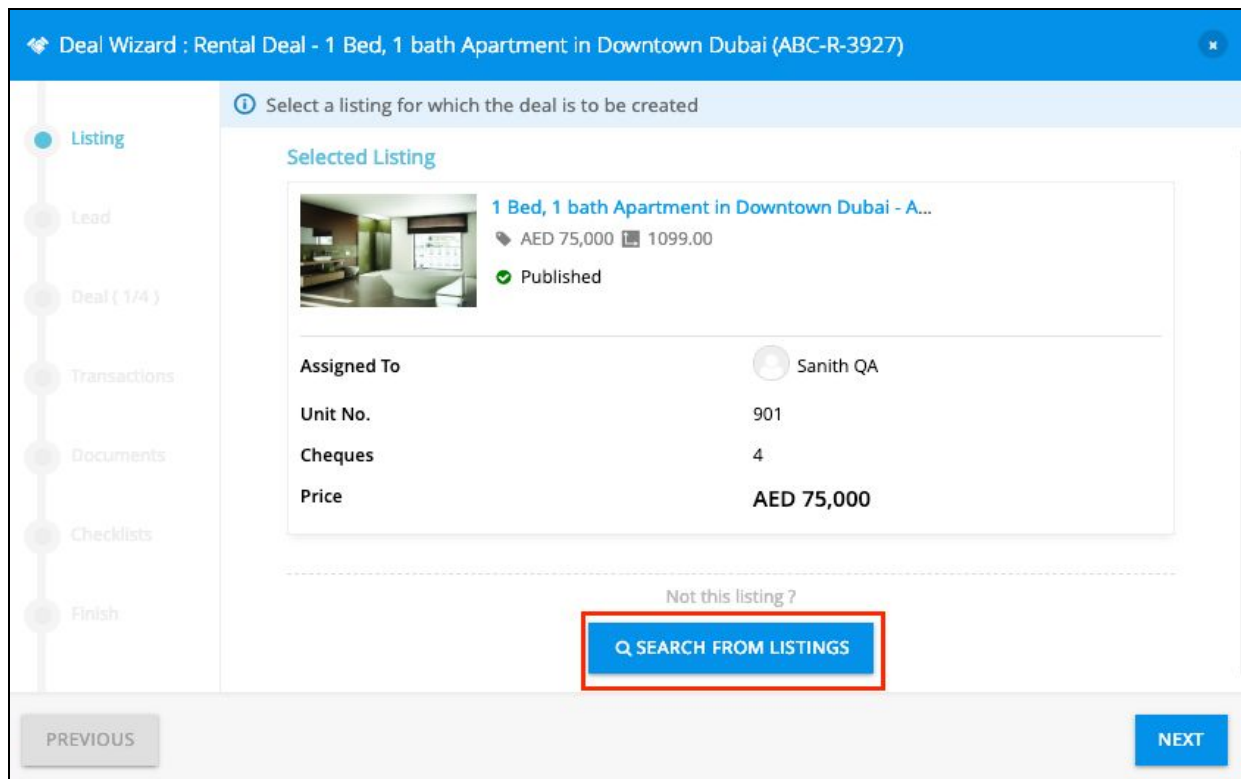 Deal Wizard : Rental Deal - 1 Bed, 1 bath Apartment in Downtown Dubai (ABC-R-3927)
Select a listing for which the deal is to be created
Listing
Lead
Deal ( 1/4 )
Transactions
Documents
Checklists
Finish
Selected Listing
1 Bed, 1 bath Apartment in Downtown Dubai - A...
AED 75,000 1099.00
Published
Assigned To Sanith QA
Unit No. 901
Cheques 4
Price AED 75,000
Not this listing ?
SEARCH FROM LISTINGS
PREVIOUS NEXT